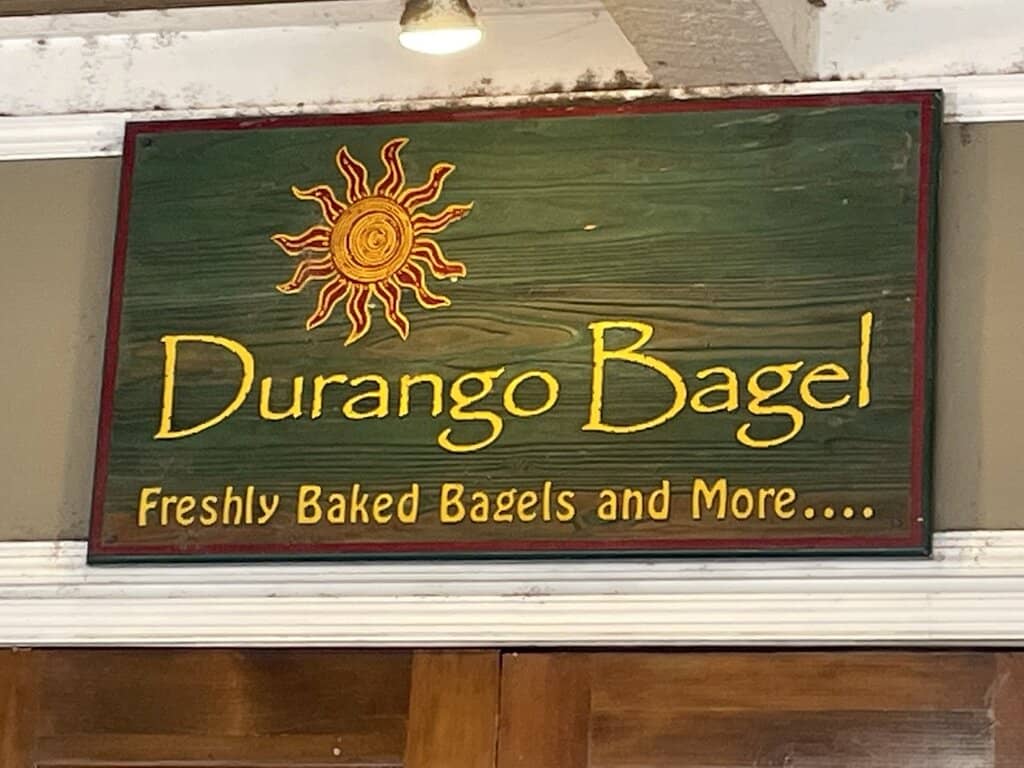 Durango Bagel
Freshly Baked Bagels and More....